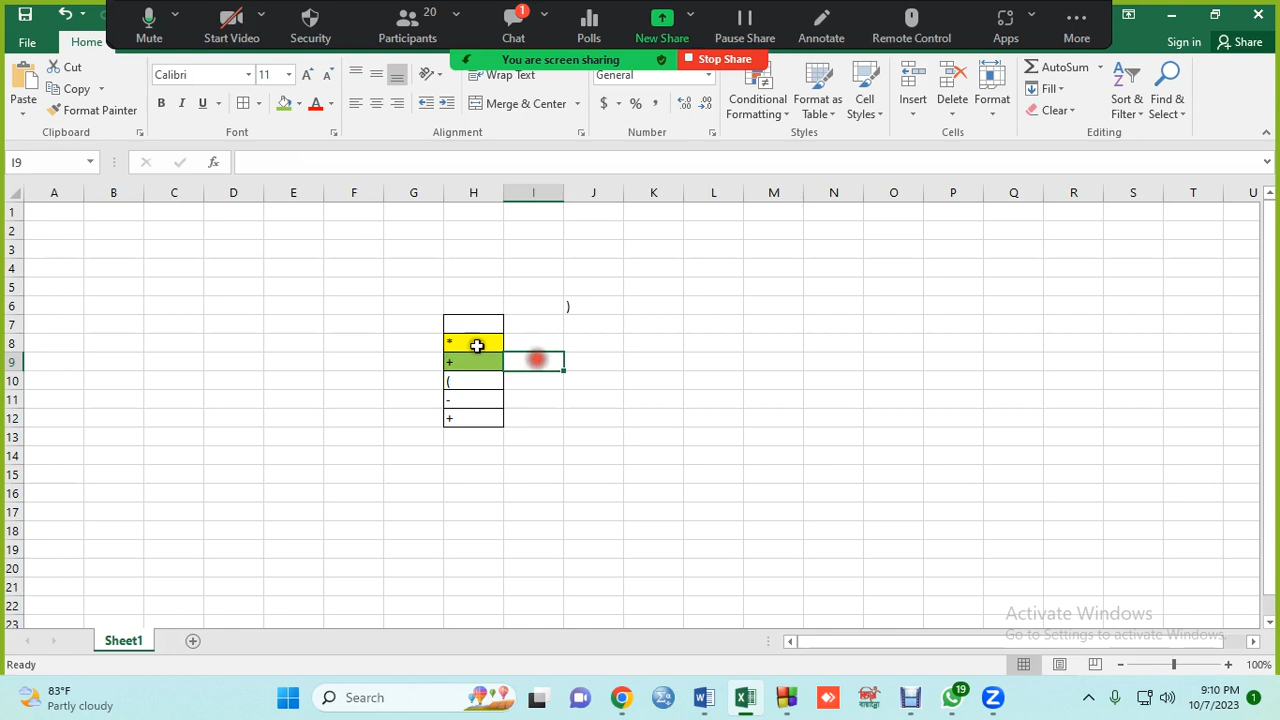 Mute
Start Video
Security
20
Participants
1
Chat
Polls
New Share
Pause Share
Annotate
Remote Control
Apps
More
You are screen sharing
Stop Share
File
Home
Sign in
Share
Paste
Cut
Copy
Format Painter
Clipboard
Calibri
11
B I U
A
Font
Wrap Text
Merge & Center
Alignment
General
$ % ,
Number
Conditional Formatting
Format as Table
Cell Styles
Styles
Insert
Delete
Format
Cells
AutoSum
Fill
Clear
Sort & Filter
Find & Select
Editing
I9
fx
A B C D E F G H I J K L M N O P Q R S T U
1
2
3
4
5
6 )
7
8 *
9 +
10 (
11 -
12 +
13
14
15
16
17
18
19
20
21
22
23
Activate Windows
Go to Settings to activate Windows.
Sheet1
Ready
100%
83°F
Partly cloudy
Search
19
9:10 PM
10/7/2023
1